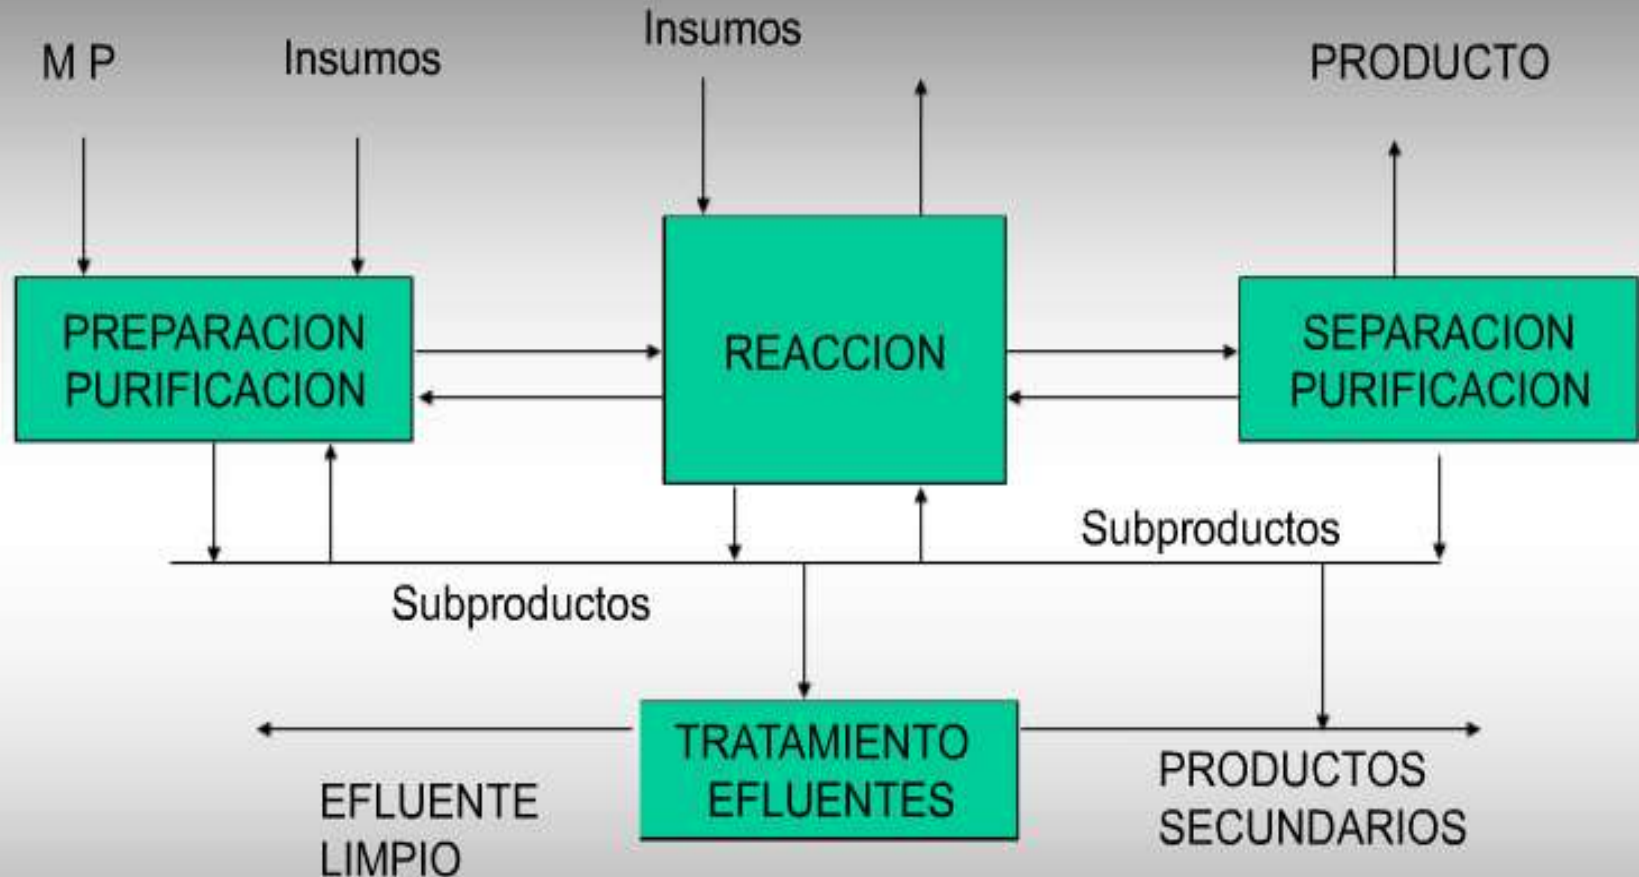 M P
Insumos
Insumos
PRODUCTO
PREPARACION
PURIFICACION
REACCION
SEPARACION
PURIFICACION
Subproductos
Subproductos
TRATAMIENTO
EFLUENTES
EFLUENTE
LIMPIO
PRODUCTOS
SECUNDARIOS